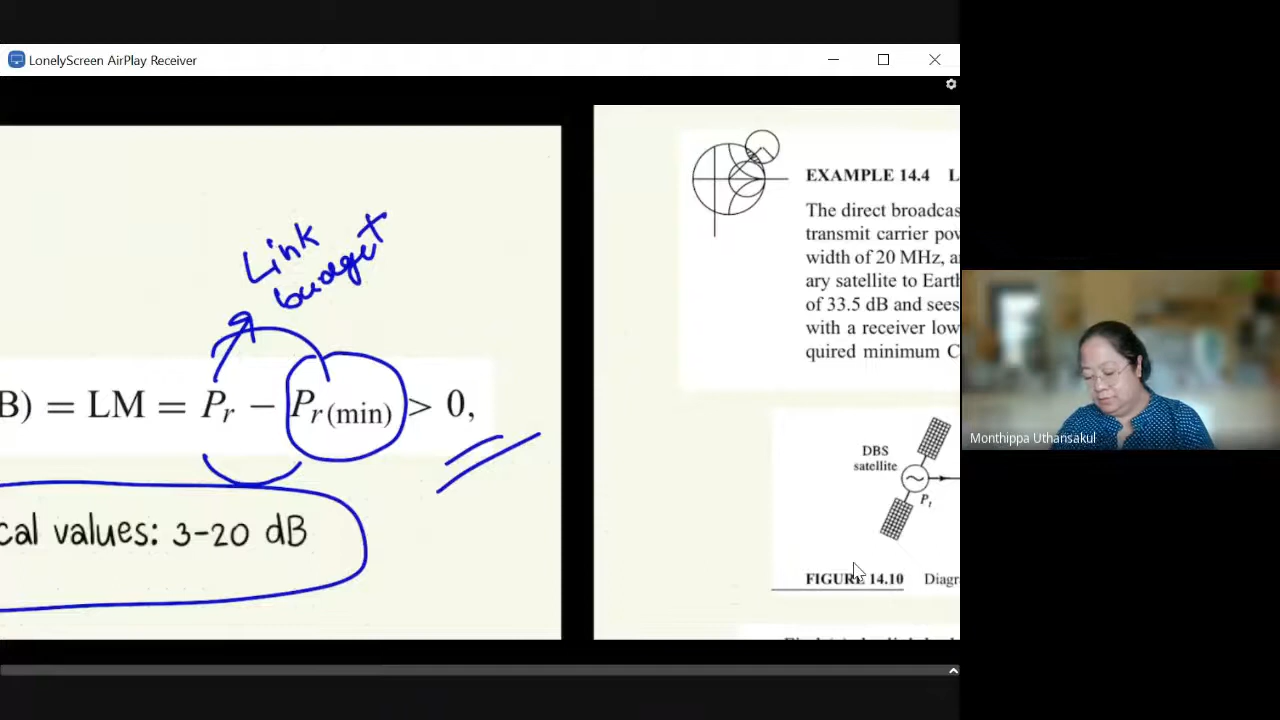 LonelyScreen AirPlay Receiver
Link
budget
B) = LM = Pr − Pr(min) > 0,
cal values: 3-20 dB
EXAMPLE 14.4 L
The direct broadcas
transmit carrier pov
width of 20 MHz, a
ary satellite to Earth
of 33.5 dB and sees
with a receiver low
quired minimum C
DBS
satellite
Pt
FIGURE 14.10 Diagr
Monthippa Uthansakul